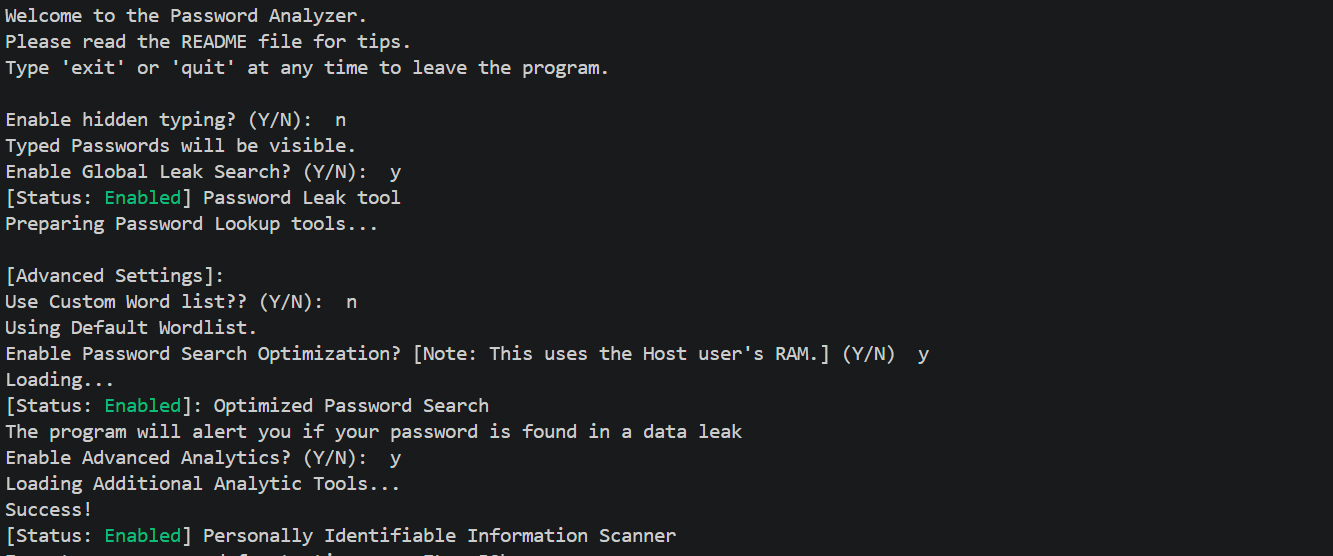 Welcome to the Password Analyzer.
Please read the README file for tips.
Type 'exit' or 'quit' at any time to leave the program.
Enable hidden typing? (Y/N):  n
Typed Passwords will be visible.
Enable Global Leak Search? (Y/N):  y
[Status: Enabled] Password Leak tool
Preparing Password Lookup tools...
[Advanced Settings]:
Use Custom Word list?? (Y/N):  n
Using Default Wordlist.
Enable Password Search Optimization? [Note: This uses the Host user's RAM.] (Y/N)  y
Loading...
[Status: Enabled]: Optimized Password Search
The program will alert you if your password is found in a data leak
Enable Advanced Analytics? (Y/N):  y
Loading Additional Analytic Tools...
Success!
[Status: Enabled] Personally Identifiable Information Scanner